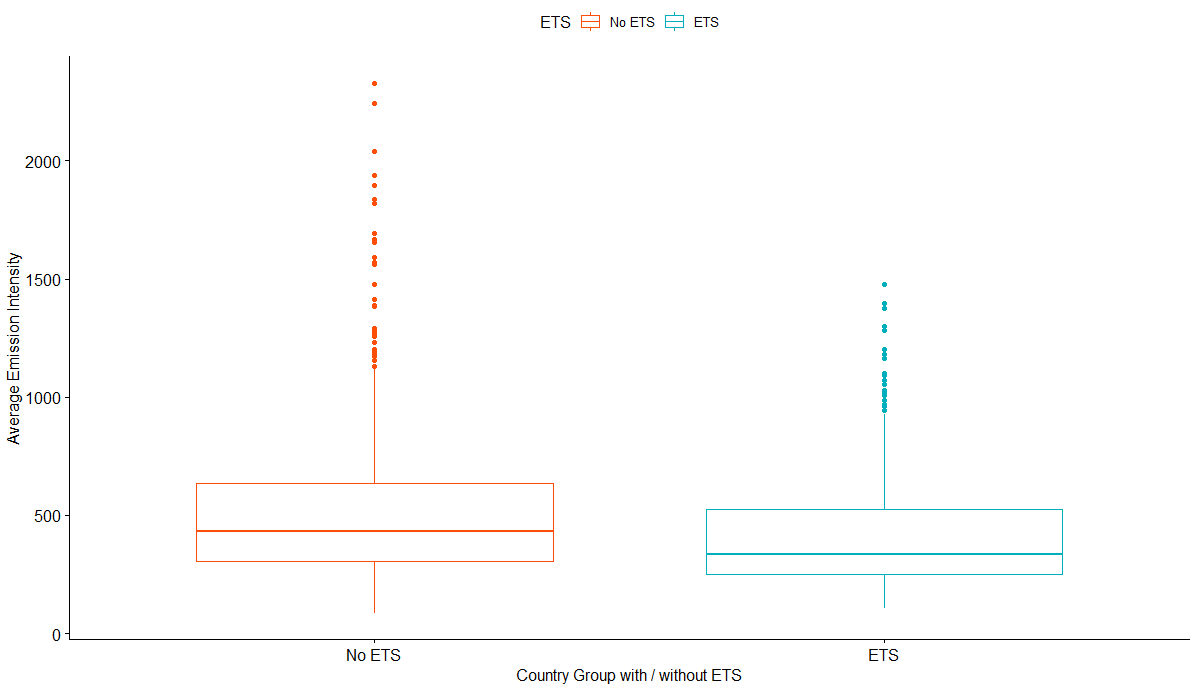 ETS No ETS ETS
Average Emission Intensity
2000
1500
1000
500
0
No ETS ETS
Country Group with / without ETS